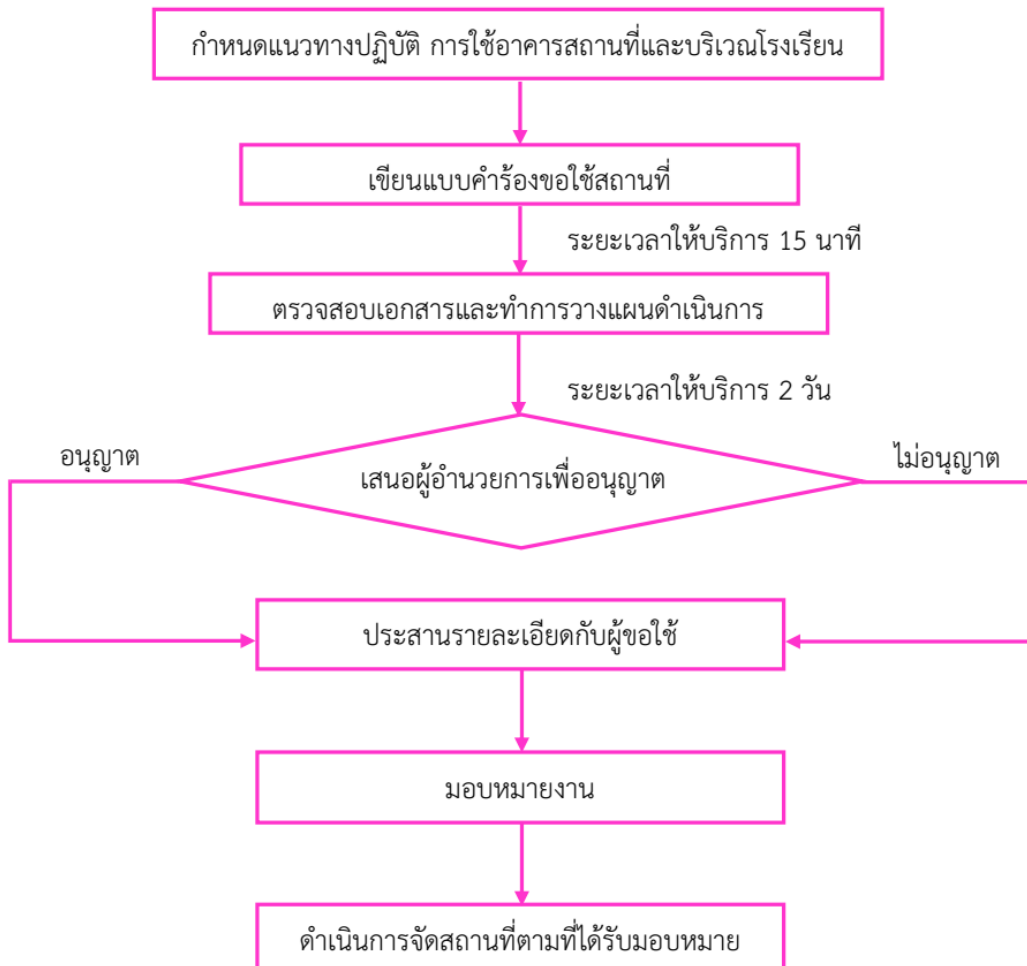 กำหนดแนวทางปฏิบัติ การใช้อาคารสถานที่และบริเวณโรงเรียน
เขียนแบบคำร้องขอใช้สถานที่
ระยะเวลาให้บริการ 15 นาที
ตรวจสอบเอกสารและทำการวางแผนดำเนินการ
ระยะเวลาให้บริการ 2 วัน
อนุญาต
ไม่อนุญาต
เสนอผู้อำนวยการเพื่ออนุญาต
ประสานรายละเอียดกับผู้ขอใช้
มอบหมายงาน
ดำเนินการจัดสถานที่ตามที่ได้รับมอบหมาย